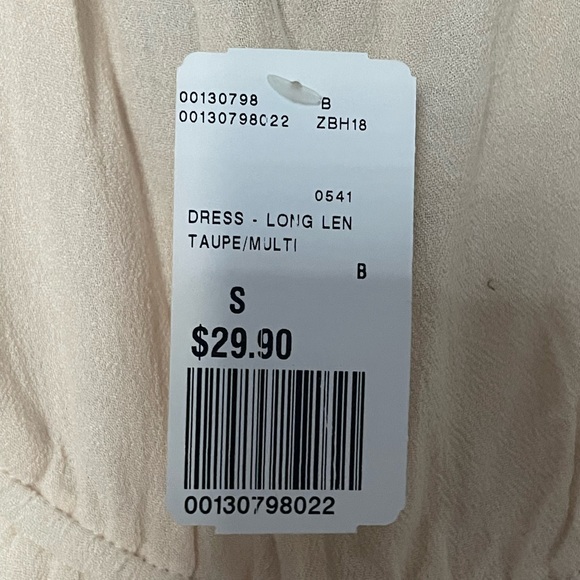 00130798 B
00130798022 ZBH18
0541
DRESS - LONG LEN
TAUPE/MULTI
B
S
$29.90
00130798022